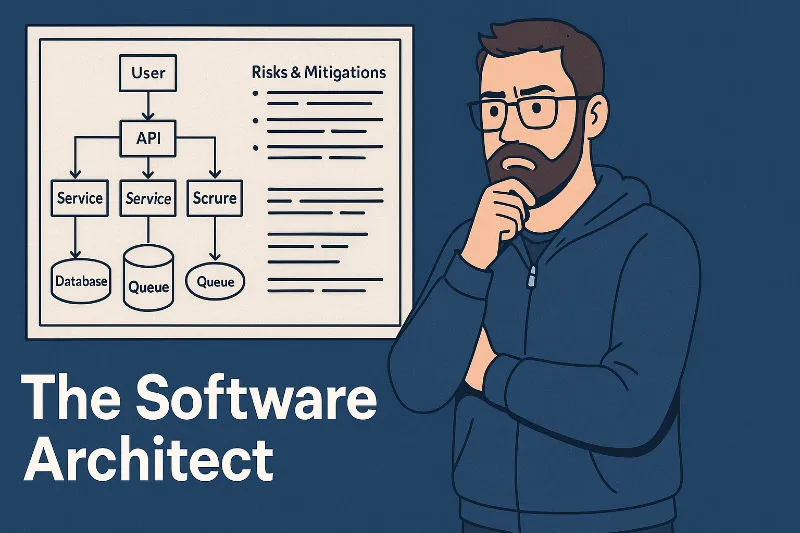 User
Risks & Mitigations
API
Service
Service
Scrure
Database
Queue
Queue
The Software
Architect